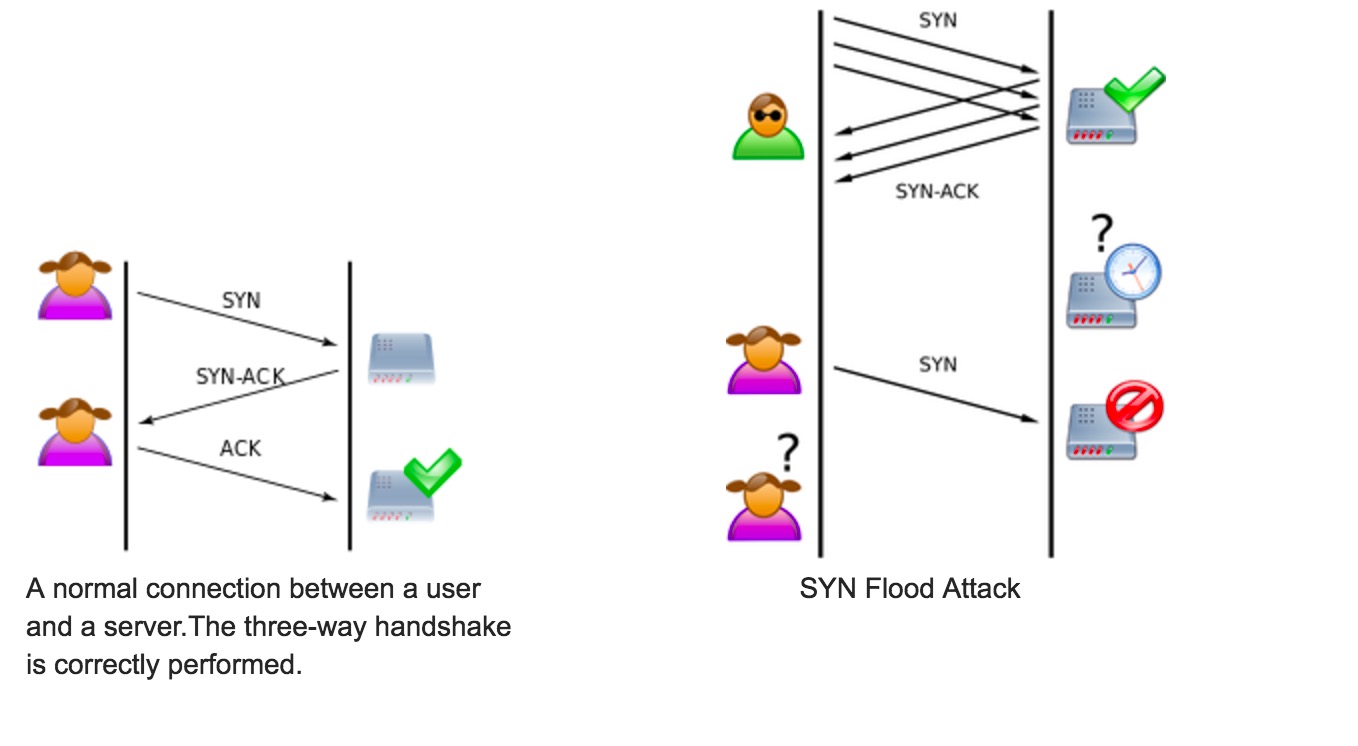 SYN
SYN-ACK
ACK
A normal connection between a user
and a server.The three-way handshake
is correctly performed.
SYN
SYN-ACK
?
SYN
?
SYN Flood Attack